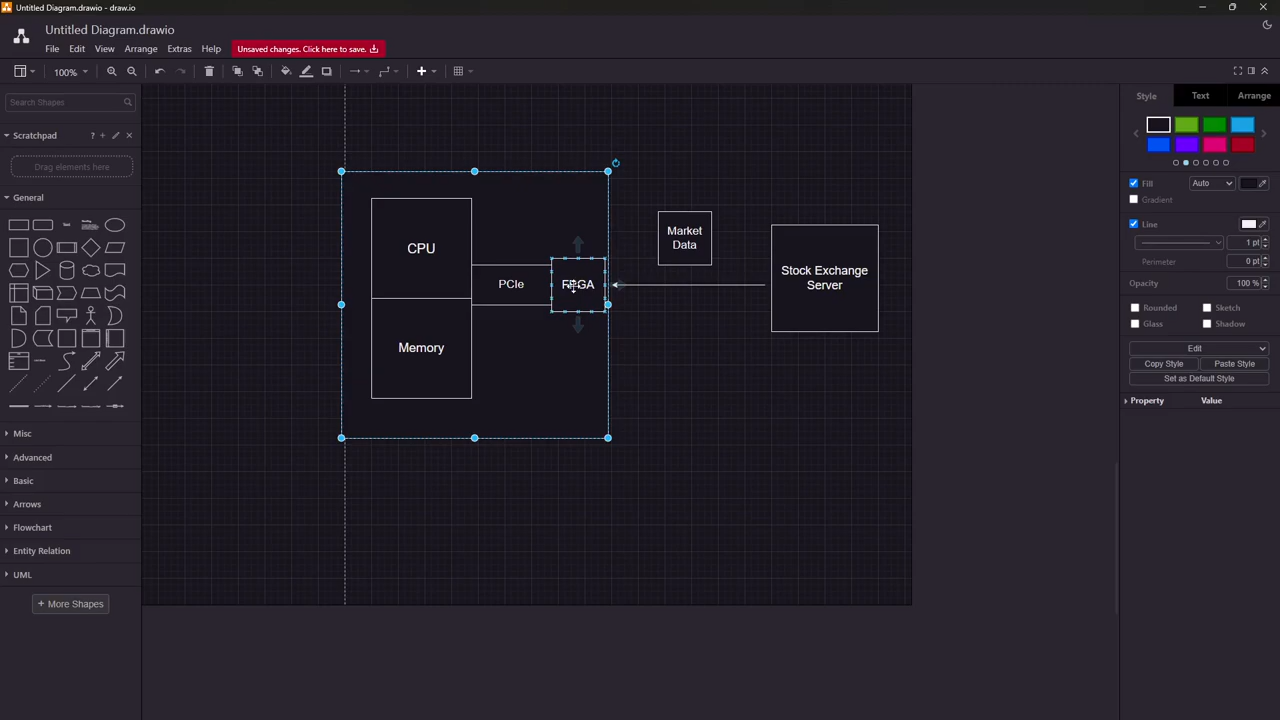 Untitled Diagram.drawio - draw.io
Untitled Diagram.drawio
File Edit View Arrange Extras Help Unsaved changes. Click here to save.
100%
Search Shapes
Scratchpad ?
Drag elements here
General
Text
Heading
Misc
Advanced
Basic
Arrows
Flowchart
Entity Relation
UML
+ More Shapes
CPU
Memory
PCIe
FPGA
Market
Data
Stock Exchange
Server
Style Text Arrange
Fill Auto
Gradient
Line
1 pt
Perimeter 0 pt
Opacity 100 %
Rounded Sketch
Glass Shadow
Edit
Copy Style Paste Style
Set as Default Style
Property Value